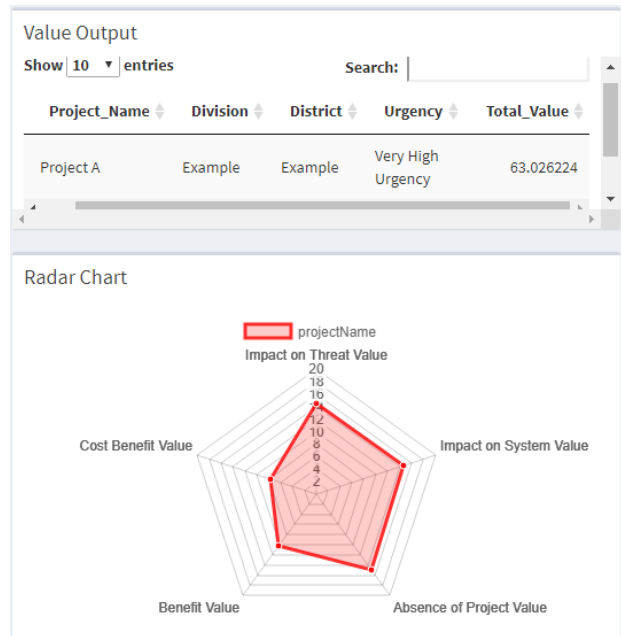 Value Output
Show 10 entries Search:
Project_Name Division District Urgency Total_Value
Project A Example Example Very High Urgency 63.026224
Radar Chart
projectName
Impact on Threat Value
20
18
16
14
12
10
8
6
4
2
Cost Benefit Value
Impact on System Value
Benefit Value
Absence of Project Value